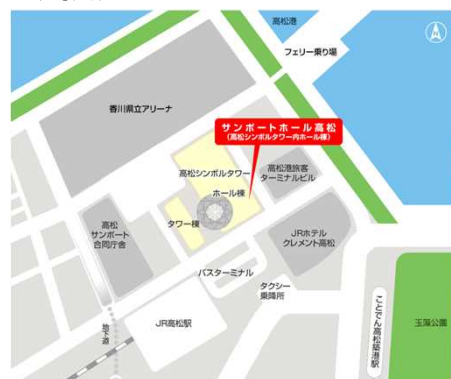 高松港
フェリー乗り場
香川県立アリーナ
サンポートホール高松
(高松シンボルタワー内ホール棟)
高松シンボルタワー
ホール棟
高松港旅客
ターミナルビル
タワー棟
高松
サンポート
合同庁舎
JRホテル
クレメント高松
バスターミナル
タクシー
乗降所
JR高松駅
地下道
ことでん高松築港駅
玉藻公園